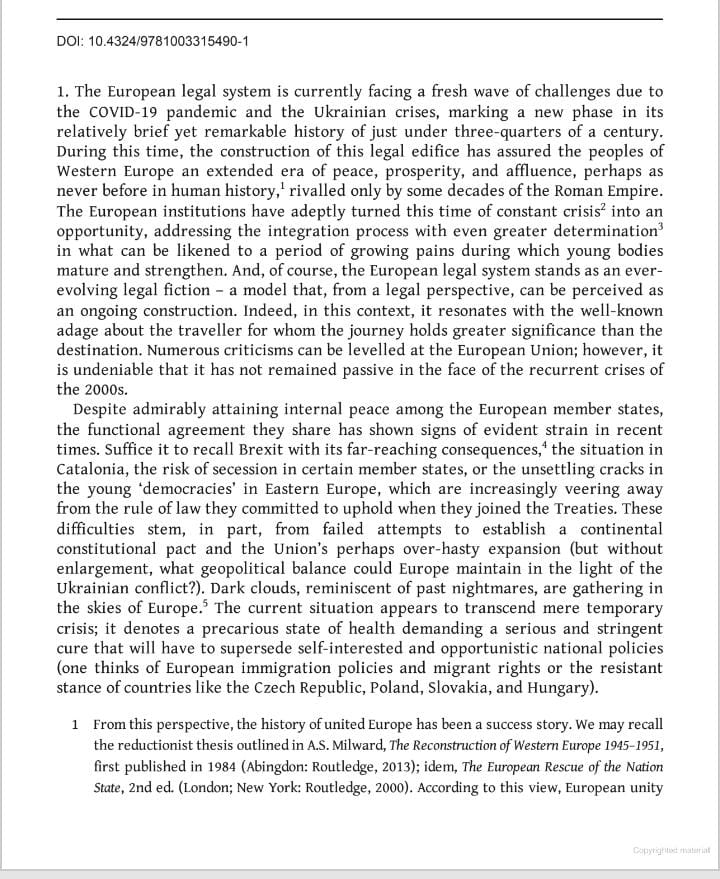 DOI: 10.4324/9781003315490-1
1. The European legal system is currently facing a fresh wave of challenges due to
the COVID-19 pandemic and the Ukrainian crises, marking a new phase in its
relatively brief yet remarkable history of just under three-quarters of a century.
During this time, the construction of this legal edifice has assured the peoples of
Western Europe an extended era of peace, prosperity, and affluence, perhaps as
never before in human history,¹ rivalled only by some decades of the Roman Empire.
The European institutions have adeptly turned this time of constant crisis² into an
opportunity, addressing the integration process with even greater determination³
in what can be likened to a period of growing pains during which young bodies
mature and strengthen. And, of course, the European legal system stands as an ever-
evolving legal fiction – a model that, from a legal perspective, can be perceived as
an ongoing construction. Indeed, in this context, it resonates with the well-known
adage about the traveller for whom the journey holds greater significance than the
destination. Numerous criticisms can be levelled at the European Union; however, it
is undeniable that it has not remained passive in the face of the recurrent crises of
the 2000s.
Despite admirably attaining internal peace among the European member states,
the functional agreement they share has shown signs of evident strain in recent
times. Suffice it to recall Brexit with its far-reaching consequences,⁴ the situation in
Catalonia, the risk of secession in certain member states, or the unsettling cracks in
the young ‘democracies’ in Eastern Europe, which are increasingly veering away
from the rule of law they committed to uphold when they joined the Treaties. These
difficulties stem, in part, from failed attempts to establish a continental
constitutional pact and the Union’s perhaps over-hasty expansion (but without
enlargement, what geopolitical balance could Europe maintain in the light of the
Ukrainian conflict?). Dark clouds, reminiscent of past nightmares, are gathering in
the skies of Europe.⁵ The current situation appears to transcend mere temporary
crisis; it denotes a precarious state of health demanding a serious and stringent
cure that will have to supersede self-interested and opportunistic national policies
(one thinks of European immigration policies and migrant rights or the resistant
stance of countries like the Czech Republic, Poland, Slovakia, and Hungary).
1 From this perspective, the history of united Europe has been a success story. We may recall
the reductionist thesis outlined in A.S. Milward, The Reconstruction of Western Europe 1945–1951,
first published in 1984 (Abingdon: Routledge, 2013); idem, The European Rescue of the Nation
State, 2nd ed. (London; New York: Routledge, 2000). According to this view, European unity
Copyrighted material